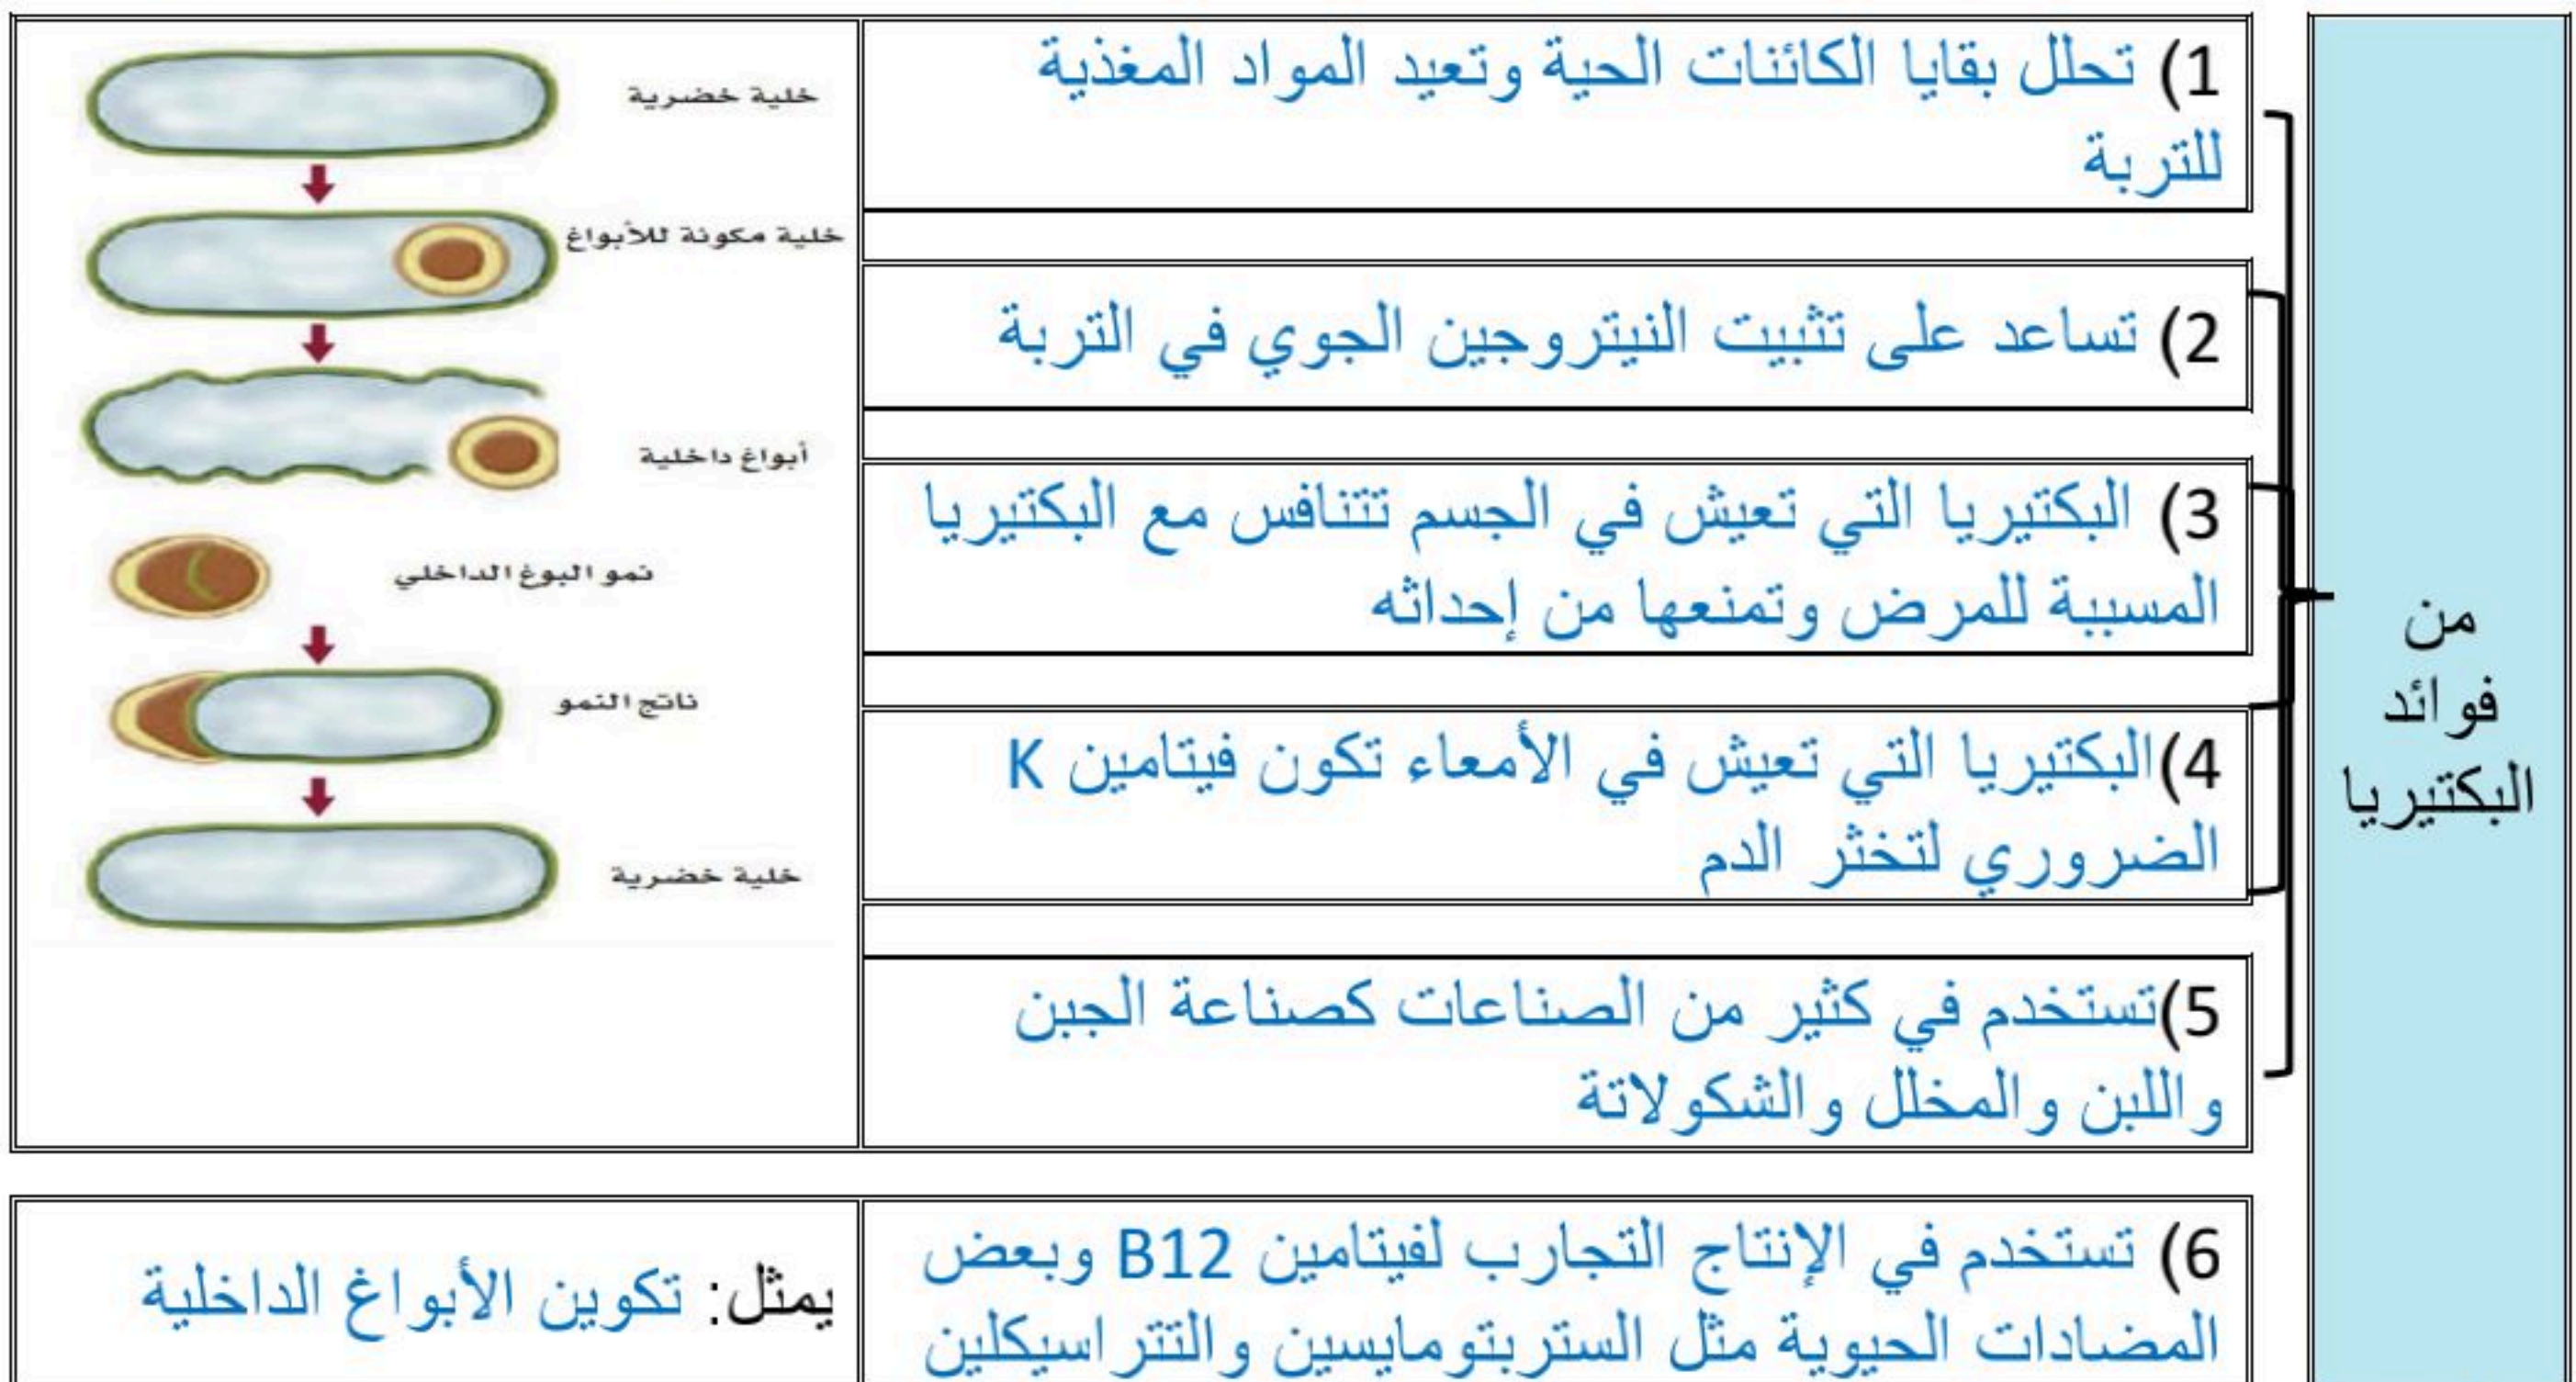 من
فوائد
البكتيريا
1) تحلل بقايا الكائنات الحية وتعيد المواد المغذية
للتربة
2) تساعد على تثبيت النيتروجين الجوي في التربة
3) البكتيريا التي تعيش في الجسم تتنافس مع البكتيريا
المسببة للمرض وتمنعها من إحداثه
4)البكتيريا التي تعيش في الأمعاء تكون فيتامين K
الضروري لتخثر الدم
5)تستخدم في كثير من الصناعات كصناعة الجبن
واللبن والمخلل والشكولاتة
6) تستخدم في الإنتاج التجارب لفيتامين B12 وبعض
المضادات الحيوية مثل الستربتومايسين والتتراسيكلين
خلية خضرية
خلية مكونة للأبواغ
أبواغ داخلية
نمو البوغ الداخلي
ناتج النمو
خلية خضرية
يمثل: تكوين الأبواغ الداخلية